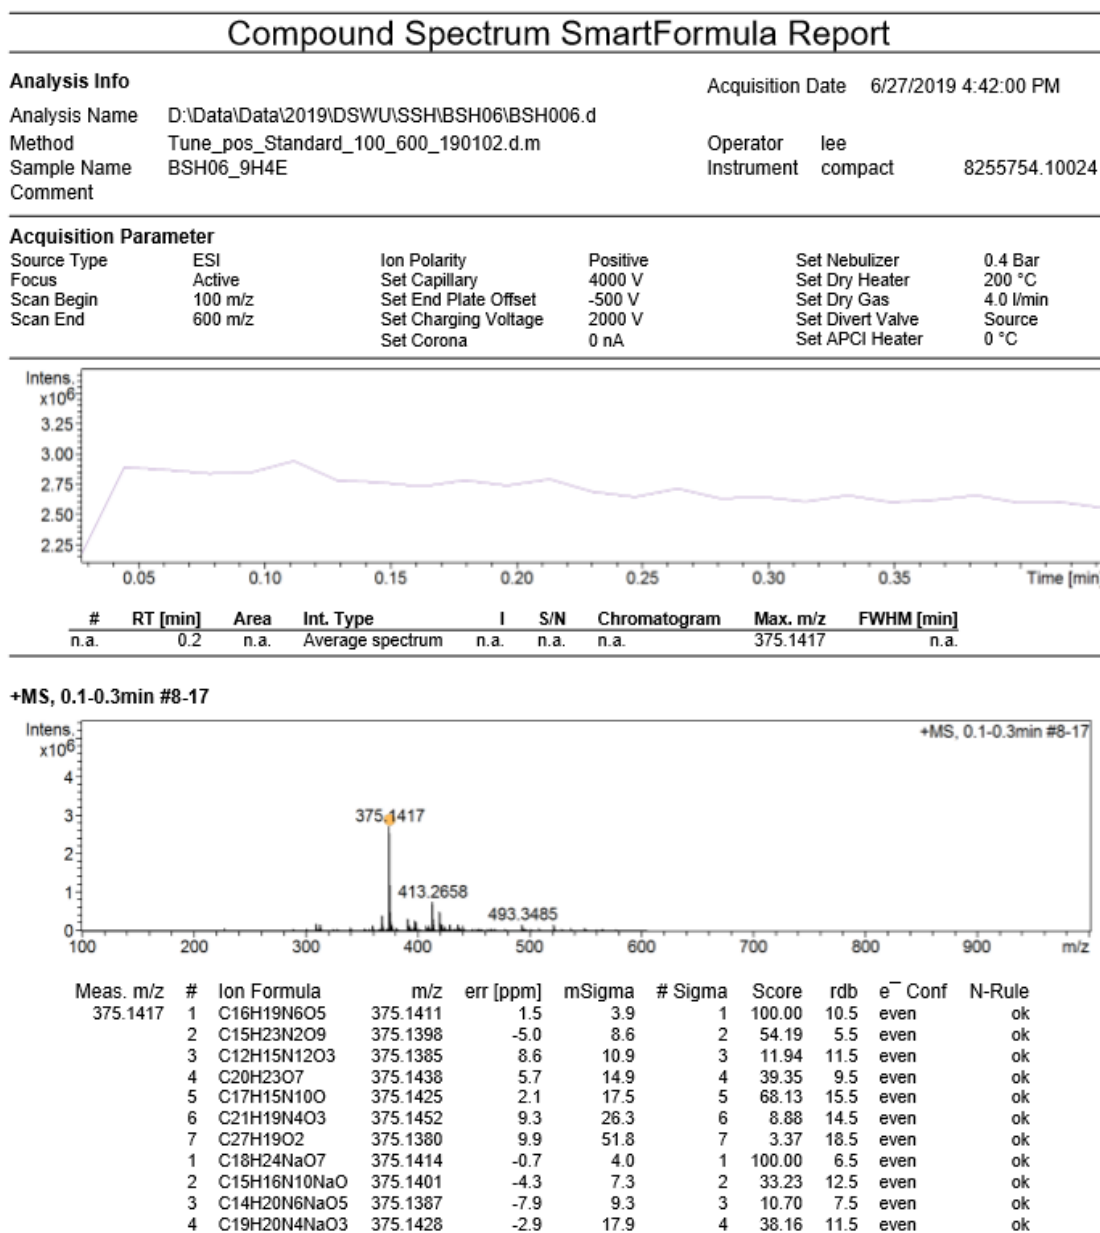 Compound Spectrum SmartFormula Report
Analysis Info Acquisition Date 6/27/2019 4:42:00 PM
Analysis Name D:\Data\Data\2019\DSWU\SSH\BSH06\BSH006.d
Method Tune_pos_Standard_100_600_190102.d.m Operator lee
Sample Name BSH06_9H4E Instrument compact 8255754.10024
Comment
Acquisition Parameter
Source Type ESI Ion Polarity Positive Set Nebulizer 0.4 Bar
Focus Active Set Capillary 4000 V Set Dry Heater 200 °C
Scan Begin 100 m/z Set End Plate Offset -500 V Set Dry Gas 4.0 l/min
Scan End 600 m/z Set Charging Voltage 2000 V Set Divert Valve Source
Set Corona 0 nA Set APCI Heater 0 °C
Intens.
x10⁶
3.25
3.00
2.75
2.50
2.25
0.05 0.10 0.15 0.20 0.25 0.30 0.35 Time [min]
# RT [min] Area Int. Type I S/N Chromatogram Max. m/z FWHM [min]
n.a. 0.2 n.a. Average spectrum n.a. n.a. n.a. 375.1417 n.a.
+MS, 0.1-0.3min #8-17
Intens. +MS, 0.1-0.3min #8-17
x10⁶
4
375.1417
3
2
413.2658
1
493.3485
0
100 200 300 400 500 600 700 800 900 m/z
Meas. m/z # Ion Formula m/z err [ppm] mSigma # Sigma Score rdb e⁻ Conf N-Rule
375.1417 1 C16H19N6O5 375.1411 1.5 3.9 1 100.00 10.5 even ok
2 C15H23N2O9 375.1398 -5.0 8.6 2 54.19 5.5 even ok
3 C12H15N12O3 375.1385 8.6 10.9 3 11.94 11.5 even ok
4 C20H23O7 375.1438 5.7 14.9 4 39.35 9.5 even ok
5 C17H15N10O 375.1425 2.1 17.5 5 68.13 15.5 even ok
6 C21H19N4O3 375.1452 9.3 26.3 6 8.88 14.5 even ok
7 C27H19O2 375.1380 9.9 51.8 7 3.37 18.5 even ok
1 C18H24NaO7 375.1414 -0.7 4.0 1 100.00 6.5 even ok
2 C15H16N10NaO 375.1401 -4.3 7.3 2 33.23 12.5 even ok
3 C14H20N6NaO5 375.1387 -7.9 9.3 3 10.70 7.5 even ok
4 C19H20N4NaO3 375.1428 -2.9 17.9 4 38.16 11.5 even ok